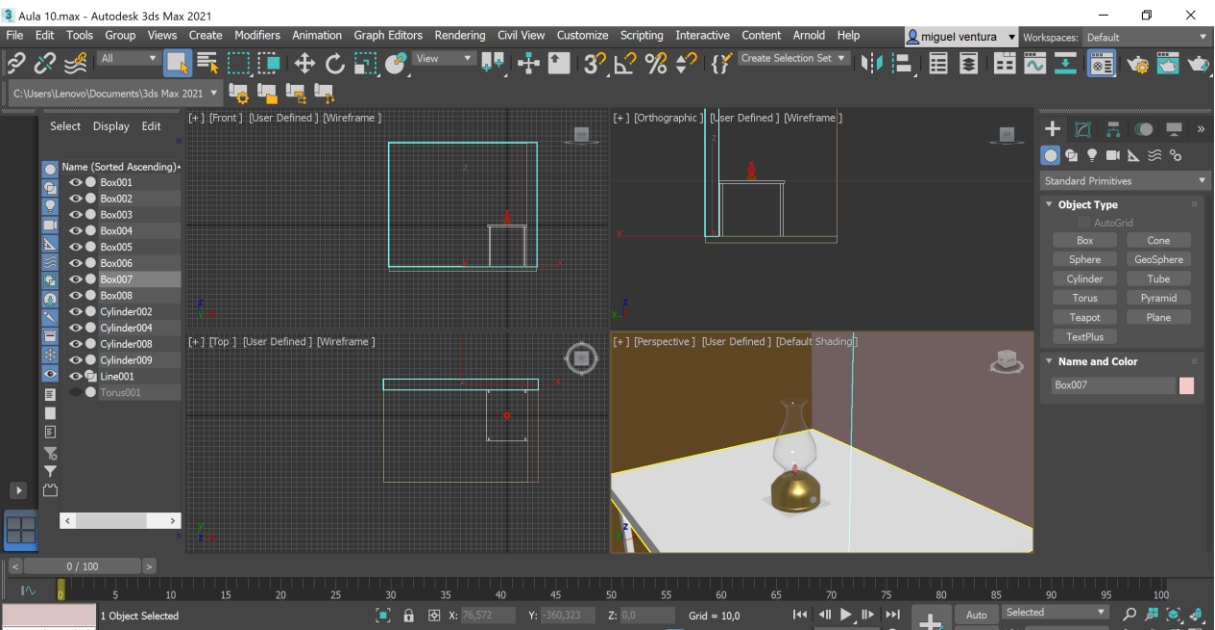 Aula 10.max - Autodesk 3ds Max 2021
File Edit Tools Group Views Create Modifiers Animation Graph Editors Rendering Civil View Customize Scripting Interactive Content Arnold Help miguel ventura Workspaces: Default
All View Create Selection Set
C:\Users\Lenovo\Documents\3ds Max 2021
Select Display Edit
Name (Sorted Ascending)
Box001
Box002
Box003
Box004
Box005
Box006
Box007
Box008
Cylinder002
Cylinder004
Cylinder008
Cylinder009
Line001
Torus001
[+] [Front ] [User Defined ] [Wireframe ]
[+] [Orthographic ] [User Defined ] [Wireframe ]
[+] [Top ] [User Defined ] [Wireframe ]
[+] [Perspective ] [User Defined ] [Default Shading ]
Standard Primitives
Object Type
AutoGrid
Box Cone
Sphere GeoSphere
Cylinder Tube
Torus Pyramid
Teapot Plane
TextPlus
Name and Color
Box007
< 0 / 100 >
0 5 10 15 20 25 30 35 40 45 50 55 60 65 70 75 80 85 90 95 100
1 Object Selected X: 76,572 Y: -360,323 Z: 0,0 Grid = 10,0 Auto Selected